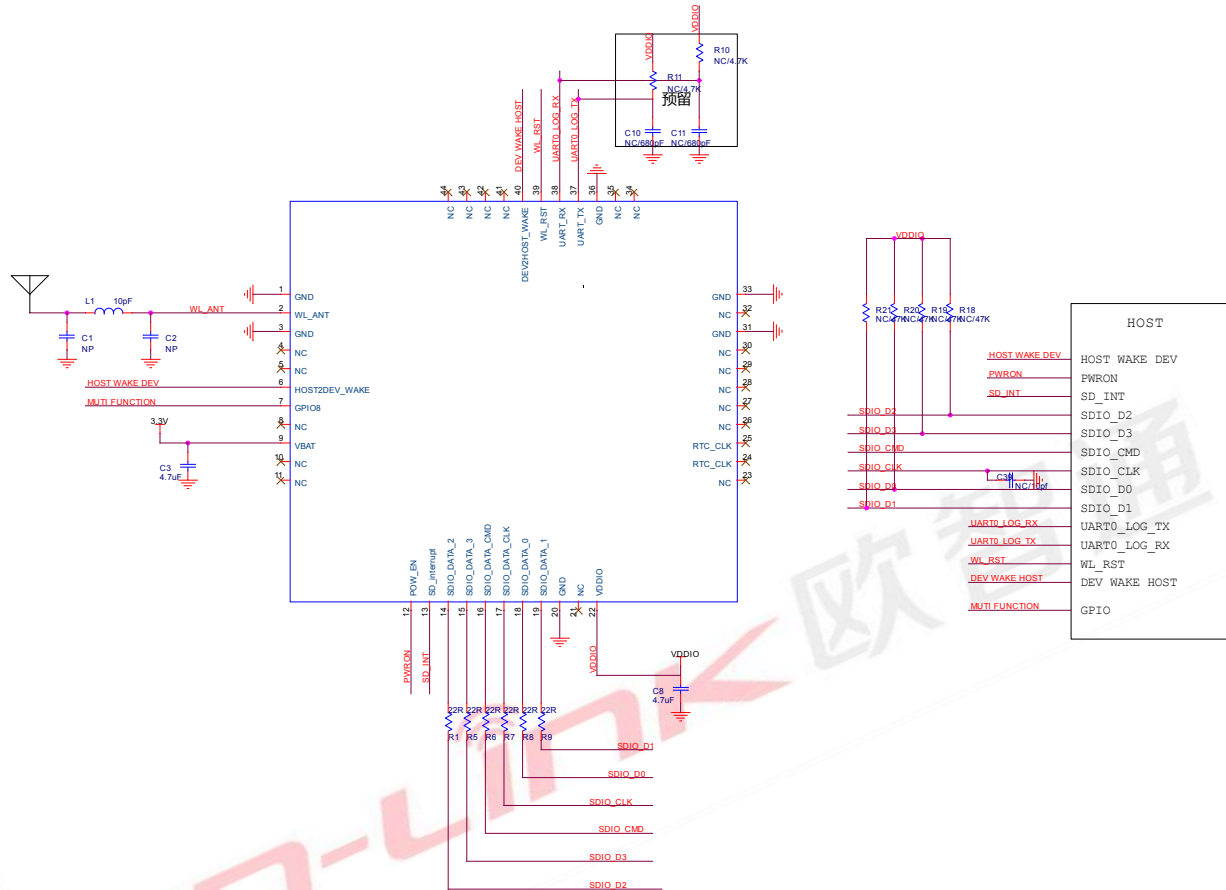 VDDIO
VDDIO
R10
NC/4.7K
R11
NC/4.7K
预留
C10
NC/680pF
C11
NC/680pF
DEV WAKE HOST
WL_RST
UART0_LOG_RX
UART0_LOG_TX
44
43
42
41
40
39
38
37
36
35
34
NC
NC
NC
NC
DEV2HOST_WAKE
WL_RST
UART_RX
UART_TX
GND
NC
NC
L1
10pF
WL_ANT
C1
NP
C2
NP
HOST WAKE DEV
MUTI FUNCTION
3.3V
C3
4.7uF
1
GND
2
WL_ANT
3
GND
4
NC
5
NC
6
HOST2DEV_WAKE
7
GPIO8
8
NC
9
VBAT
10
NC
11
NC
GND
33
NC
32
GND
31
NC
30
NC
29
NC
28
NC
27
NC
26
RTC_CLK
25
RTC_CLK
24
NC
23
POW_EN
SD_interrupt
SDIO_DATA_2
SDIO_DATA_3
SDIO_DATA_CMD
SDIO_DATA_CLK
SDIO_DATA_0
SDIO_DATA_1
GND
NC
VDDIO
12
13
14
15
16
17
18
19
20
21
22
PWRON
SD_INT
VDDIO
VDDIO
C8
4.7uF
22R
22R
22R
22R
22R
22R
R1
R5
R6
R7
R8
R9
SDIO_D1
SDIO_D0
SDIO_CLK
SDIO CMD
SDIO_D3
SDIO_D2
VDDIO
R21
NC/47K
R20
NC/47K
R19
NC/47K
R18
NC/47K
HOST
HOST WAKE DEV
HOST WAKE DEV
PWRON
PWRON
SD_INT
SD_INT
SDIO_D2
SDIO_D2
SDIO_D3
SDIO_D3
SDIO_CMD
SDIO_CMD
SDIO_CLK
SDIO_CLK
C39
NC/10pf
SDIO_D0
SDIO_D0
SDIO_D1
SDIO_D1
UART0_LOG_RX
UART0_LOG_TX
UART0_LOG_TX
UART0_LOG_RX
WL_RST
WL_RST
DEV WAKE HOST
DEV WAKE HOST
MUTI FUNCTION
GPIO
欧智通